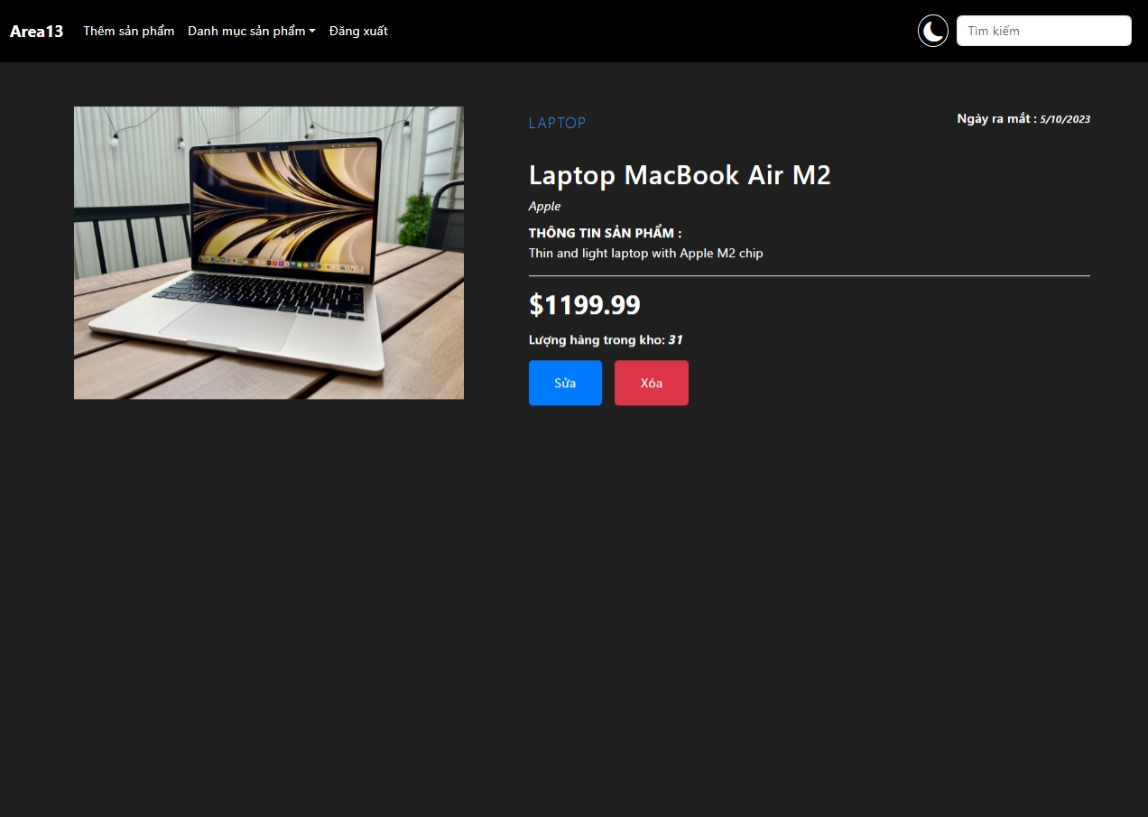 Area13 Thêm sản phẩm Danh mục sản phẩm Đăng xuất Tìm kiếm
LAPTOP
Ngày ra mắt : 5/10/2023
Laptop MacBook Air M2
Apple
THÔNG TIN SẢN PHẨM :
Thin and light laptop with Apple M2 chip
$1199.99
Lượng hàng trong kho: 31
Sửa Xóa